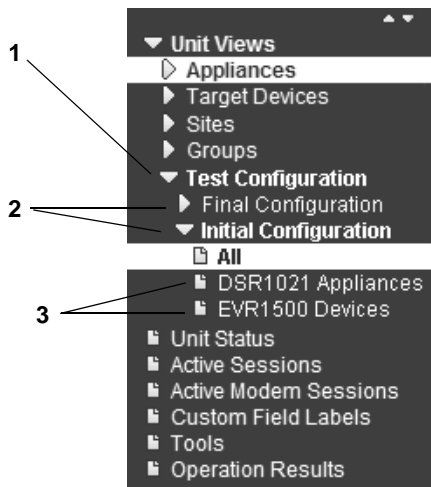 Unit Views
1
Appliances
Target Devices
Sites
Groups
Test Configuration
2
Final Configuration
Initial Configuration
All
DSR1021 Appliances
3
EVR1500 Devices
Unit Status
Active Sessions
Active Modem Sessions
Custom Field Labels
Tools
Operation Results